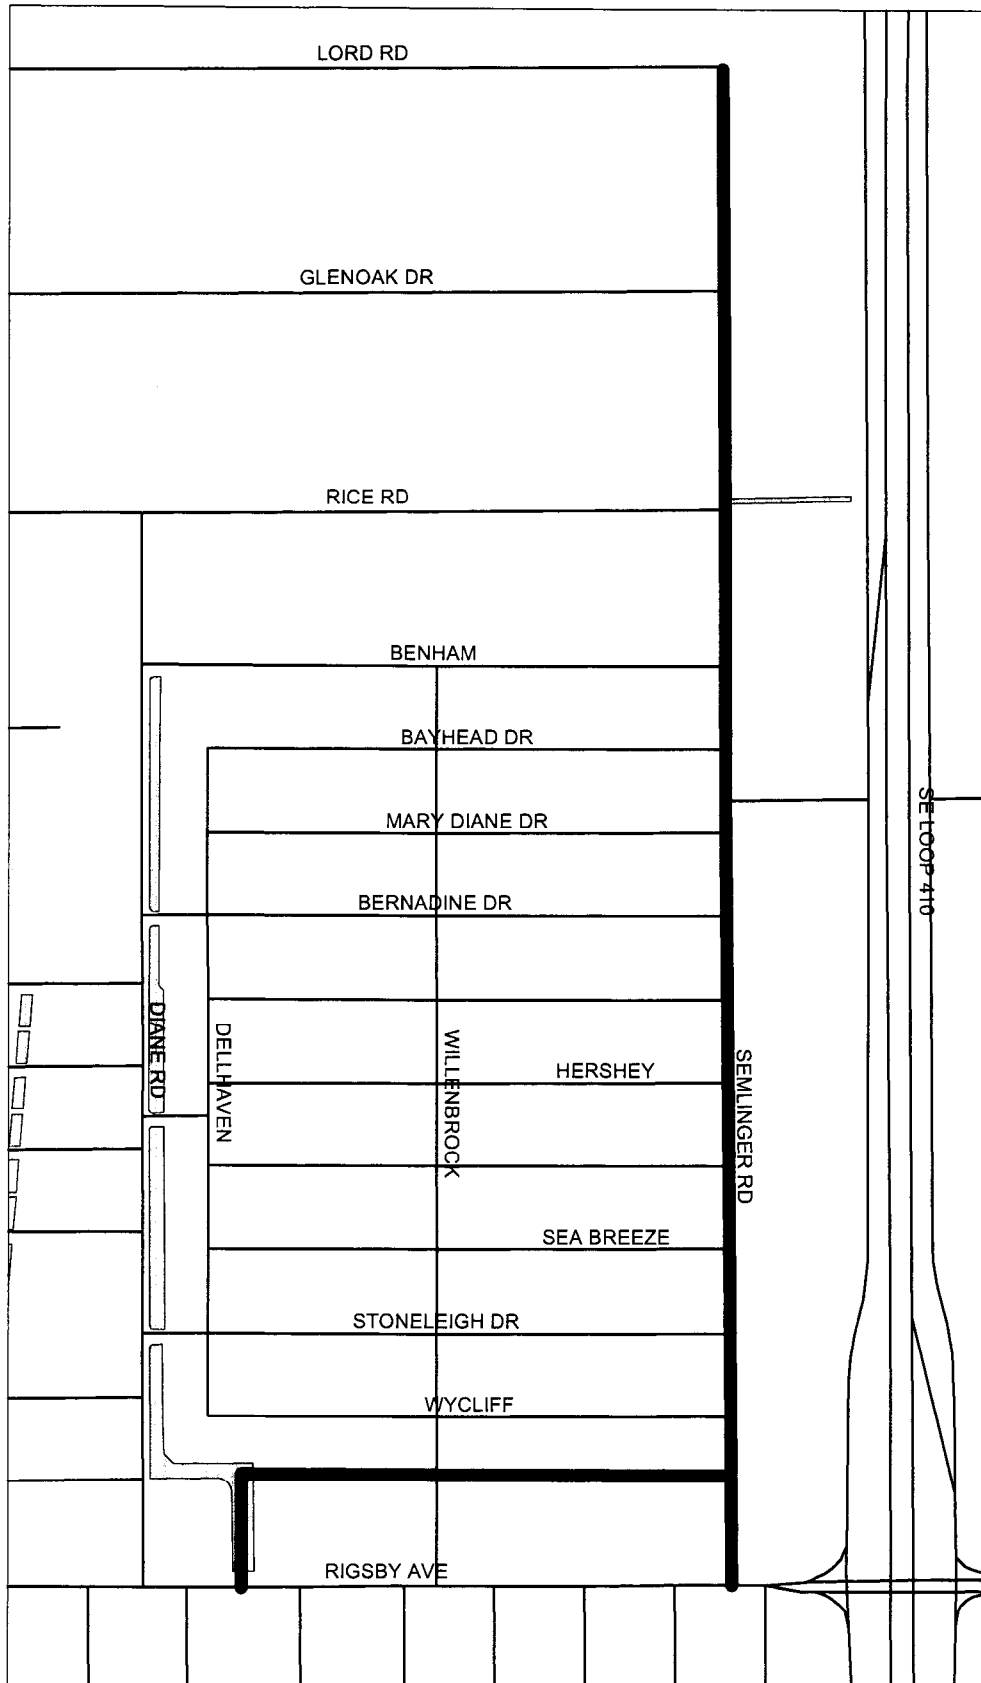 LORD RD
GLENOAK DR
RICE RD
BENHAM
BAYHEAD DR
MARY DIANE DR
SE LOOP 410
BERNADINE DR
DIANE RD
DELLHAVEN
WILLENBROCK
HERSHEY
SEMLINGER RD
SEA BREEZE
STONELEIGH DR
WYCLIFF
RIGSBY AVE